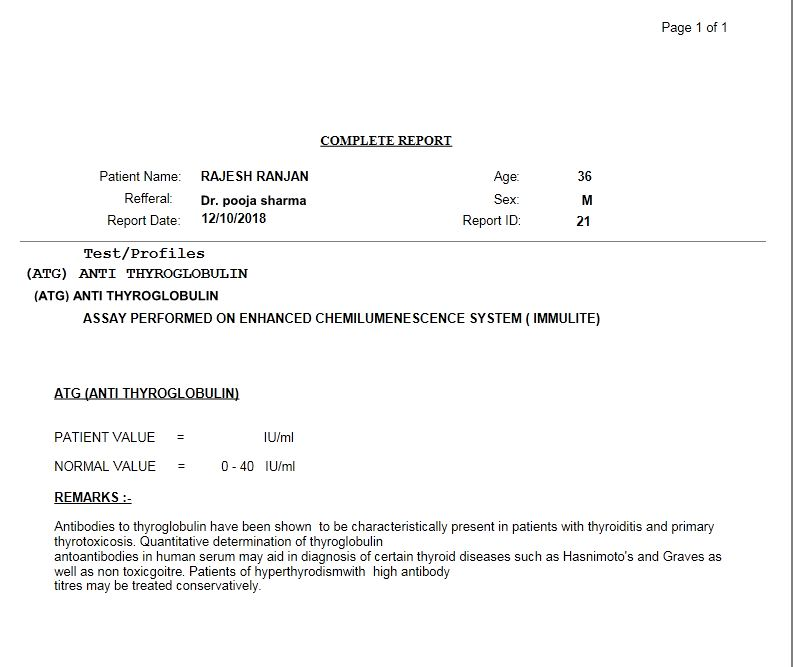 Page 1 of 1
COMPLETE REPORT
Patient Name: RAJESH RANJAN Age: 36
Refferal: Dr. pooja sharma Sex: M
Report Date: 12/10/2018 Report ID: 21
Test/Profiles
(ATG) ANTI THYROGLOBULIN
(ATG) ANTI THYROGLOBULIN
ASSAY PERFORMED ON ENHANCED CHEMILUMENESCENCE SYSTEM ( IMMULITE)
ATG (ANTI THYROGLOBULIN)
PATIENT VALUE = IU/ml
NORMAL VALUE = 0 - 40 IU/ml
REMARKS :-
Antibodies to thyroglobulin have been shown to be characteristically present in patients with thyroiditis and primary
thyrotoxicosis. Quantitative determination of thyroglobulin
antoantibodies in human serum may aid in diagnosis of certain thyroid diseases such as Hasnimoto's and Graves as
well as non toxicgoitre. Patients of hyperthyrodismwith high antibody
titres may be treated conservatively.